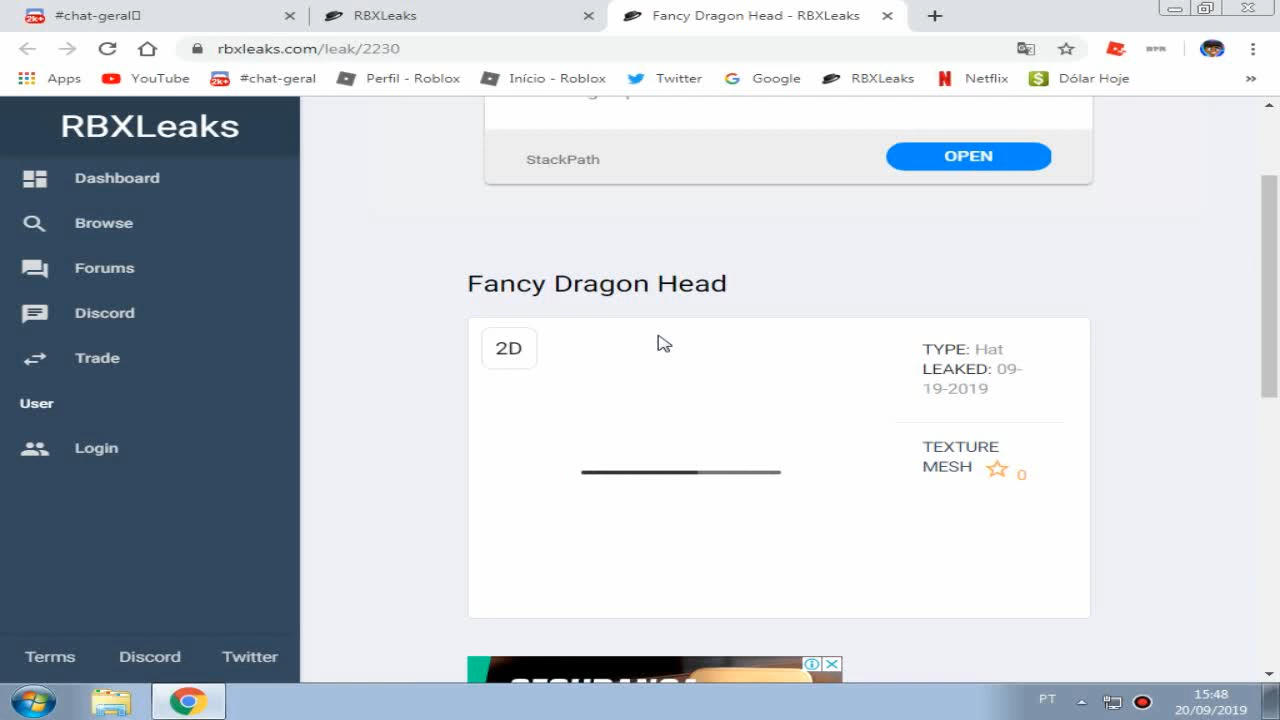 #chat-geral
RBXLeaks
Fancy Dragon Head - RBXLeaks
rbxleaks.com/leak/2230
Apps
YouTube
#chat-geral
Perfil - Roblox
Início - Roblox
Twitter
Google
RBXLeaks
Netflix
Dólar Hoje
RBXLeaks
Dashboard
Browse
Forums
Discord
Trade
User
Login
Terms
Discord
Twitter
StackPath
OPEN
Fancy Dragon Head
2D
TYPE: Hat
LEAKED: 09-
19-2019
TEXTURE
MESH
0
PT
15:48
20/09/2019